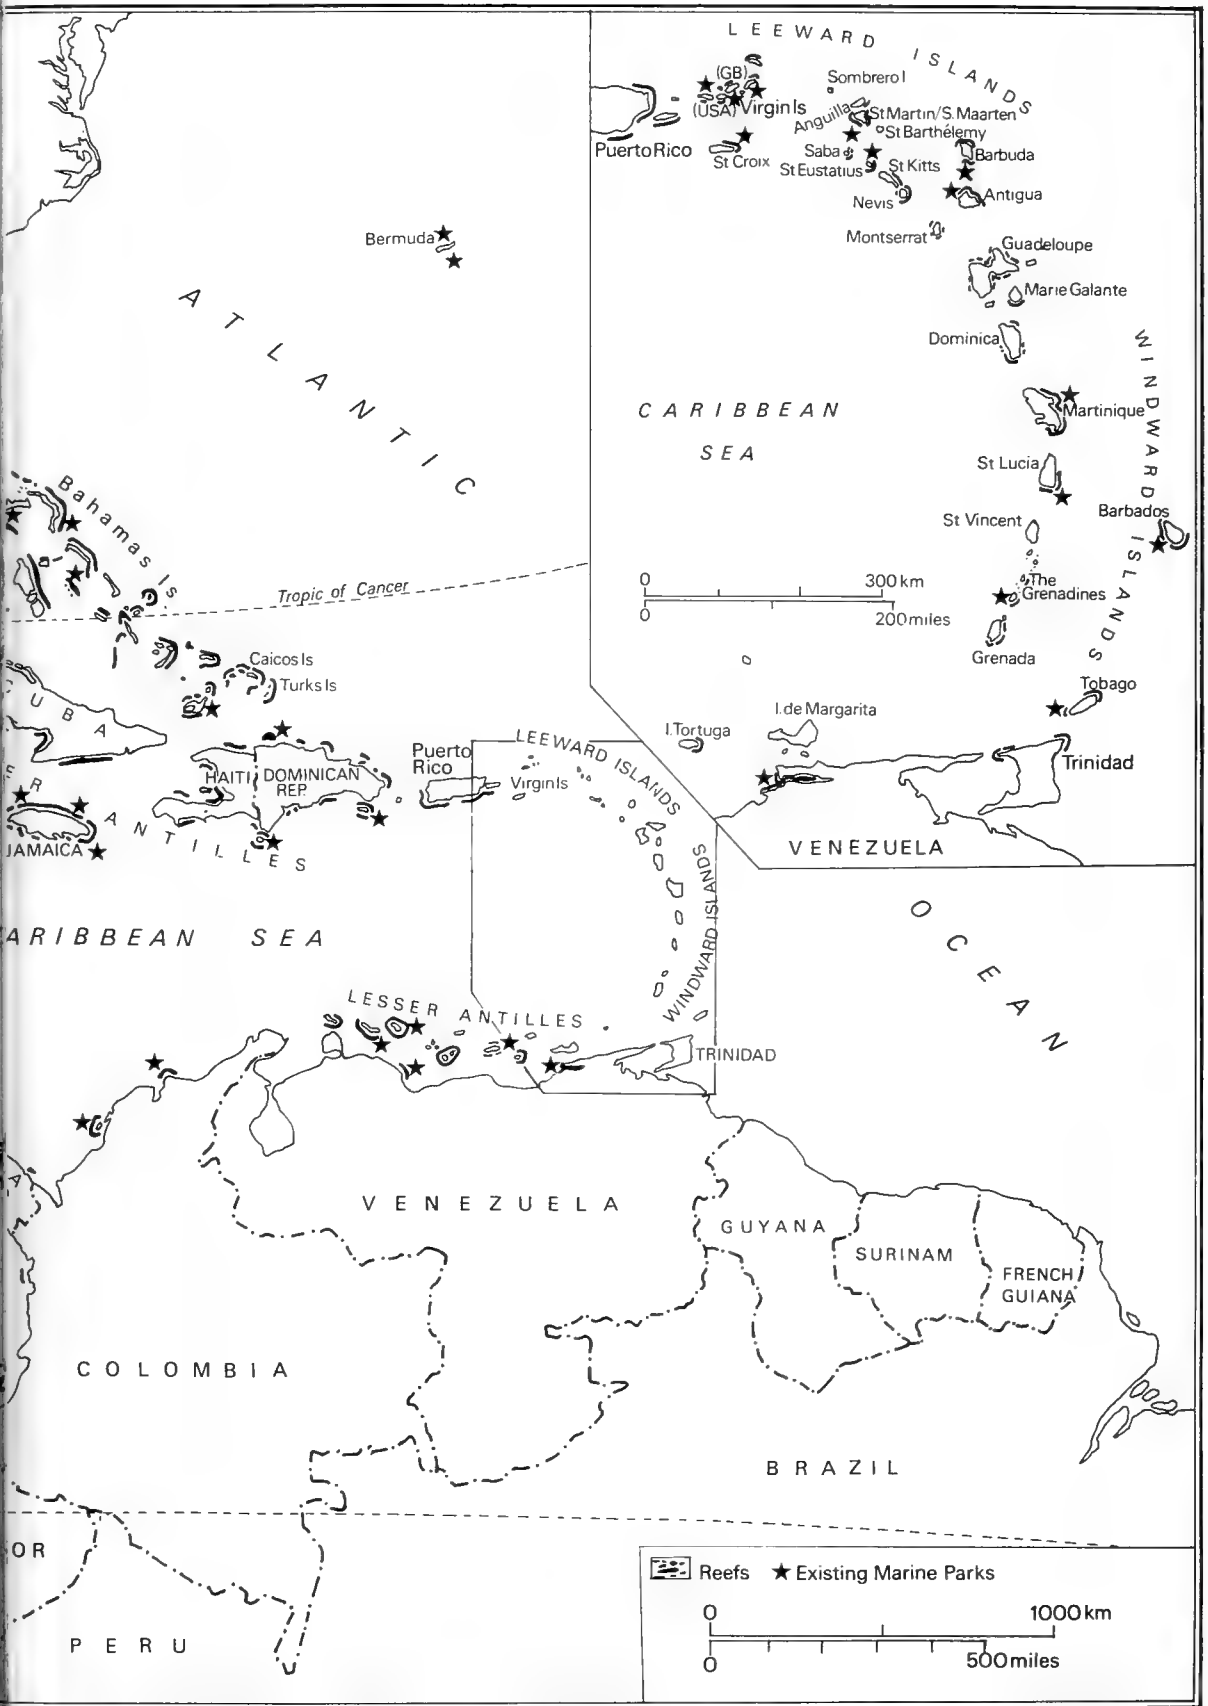 LEEWARD ISLANDS
(GB)
(USA) Virgin Is
Sombrero I
Anguilla
St Martin/S. Maarten
St Barthélemy
Puerto Rico
St Croix
Saba
St Eustatius
St Kitts
Barbuda
Nevis
Antigua
Montserrat
Guadeloupe
Marie Galante
Dominica
CARIBBEAN
SEA
Martinique
WINDWARD ISLANDS
St Lucia
St Vincent
Barbados
0 300 km
0 200 miles
The
Grenadines
Grenada
Tobago
I. de Margarita
I. Tortuga
Trinidad
VENEZUELA
Bermuda
ATLANTIC
OCEAN
Bahamas Is
Tropic of Cancer
Caicos Is
Turks Is
UBA
HAITI
DOMINICAN
REP.
Puerto
Rico
Virgin Is
LEEWARD ISLANDS
WINDWARD ISLANDS
ER ANTILLES
JAMAICA
ARIBBEAN SEA
LESSER ANTILLES
TRINIDAD
A
VENEZUELA
GUYANA
SURINAM
FRENCH
GUIANA
COLOMBIA
BRAZIL
OR
PERU
Reefs ★ Existing Marine Parks
0 1000 km
0 500 miles